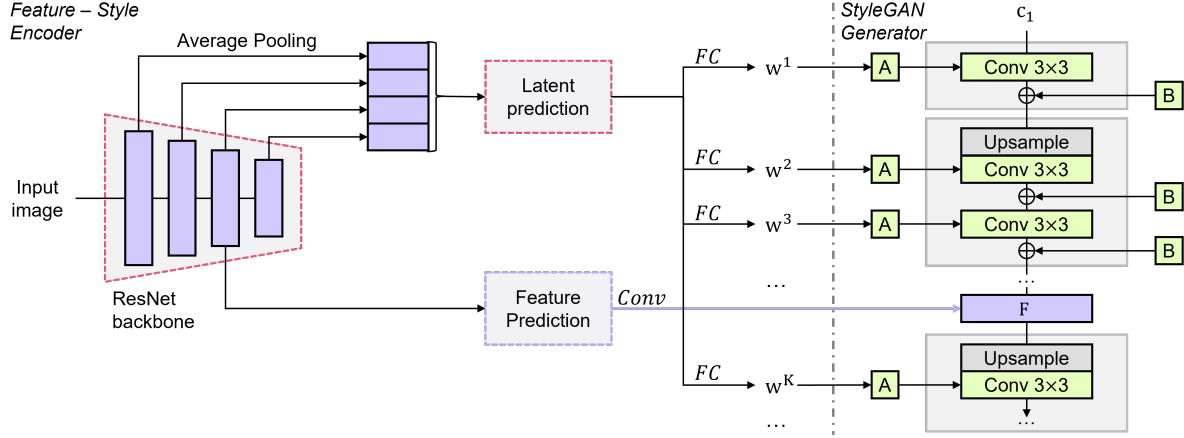 Feature – Style
Encoder
Average Pooling
Input
image
ResNet
backbone
Latent
prediction
Feature
Prediction
Conv
FC
w¹
FC
w²
FC
w³
...
FC
wᴷ
...
StyleGAN
Generator
c₁
A
Conv 3×3
B
Upsample
A
Conv 3×3
B
A
Conv 3×3
B
...
F
Upsample
A
Conv 3×3
...